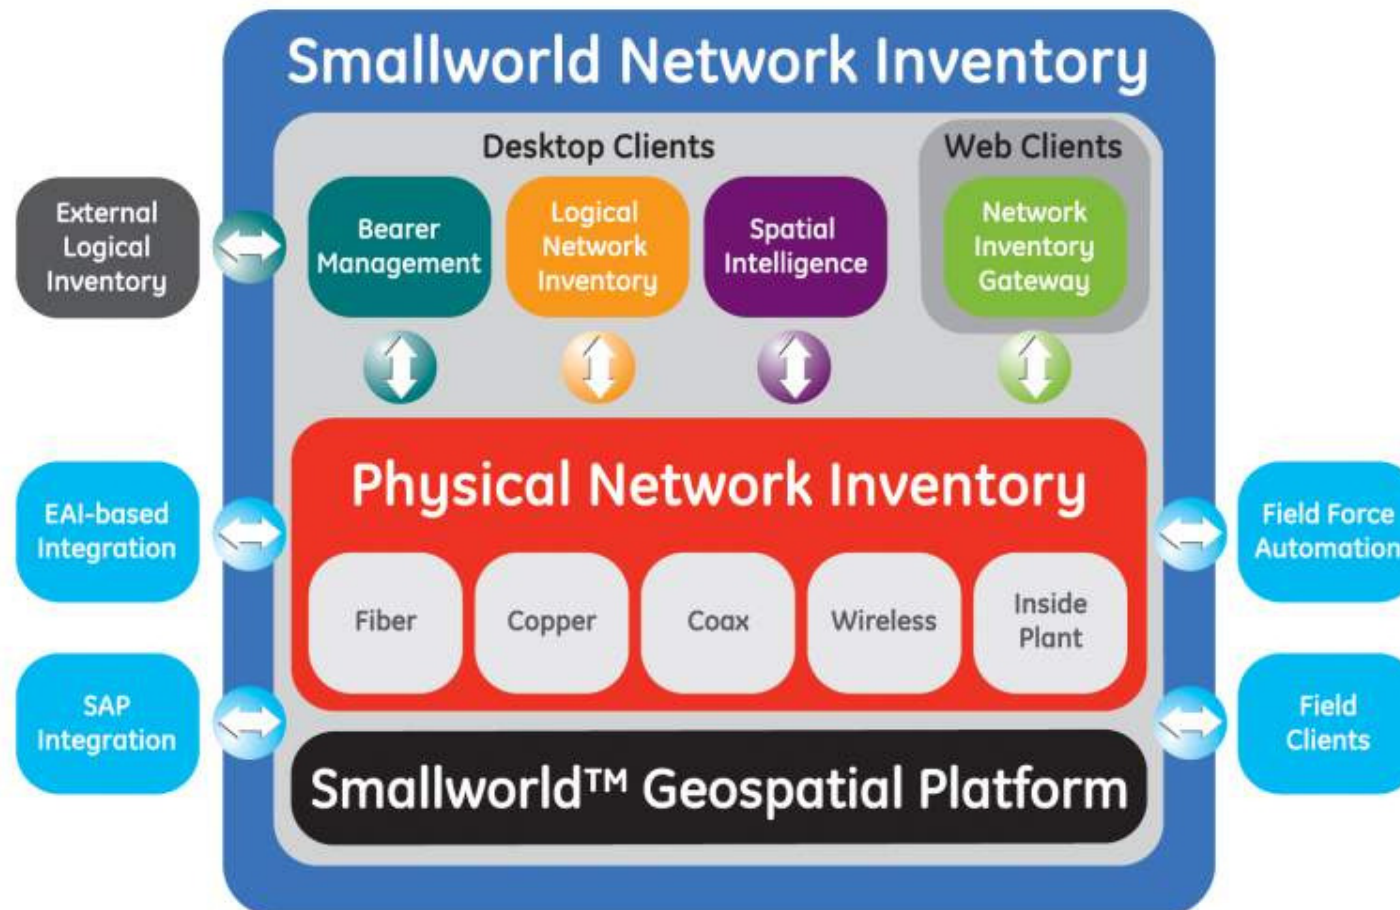 Smallworld Network Inventory
Desktop Clients
Web Clients
External
Logical
Inventory
Bearer
Management
Logical
Network
Inventory
Spatial
Intelligence
Network
Inventory
Gateway
Physical Network Inventory
EAI-based
Integration
Field Force
Automation
Fiber
Copper
Coax
Wireless
Inside
Plant
SAP
Integration
Field
Clients
Smallworld™ Geospatial Platform